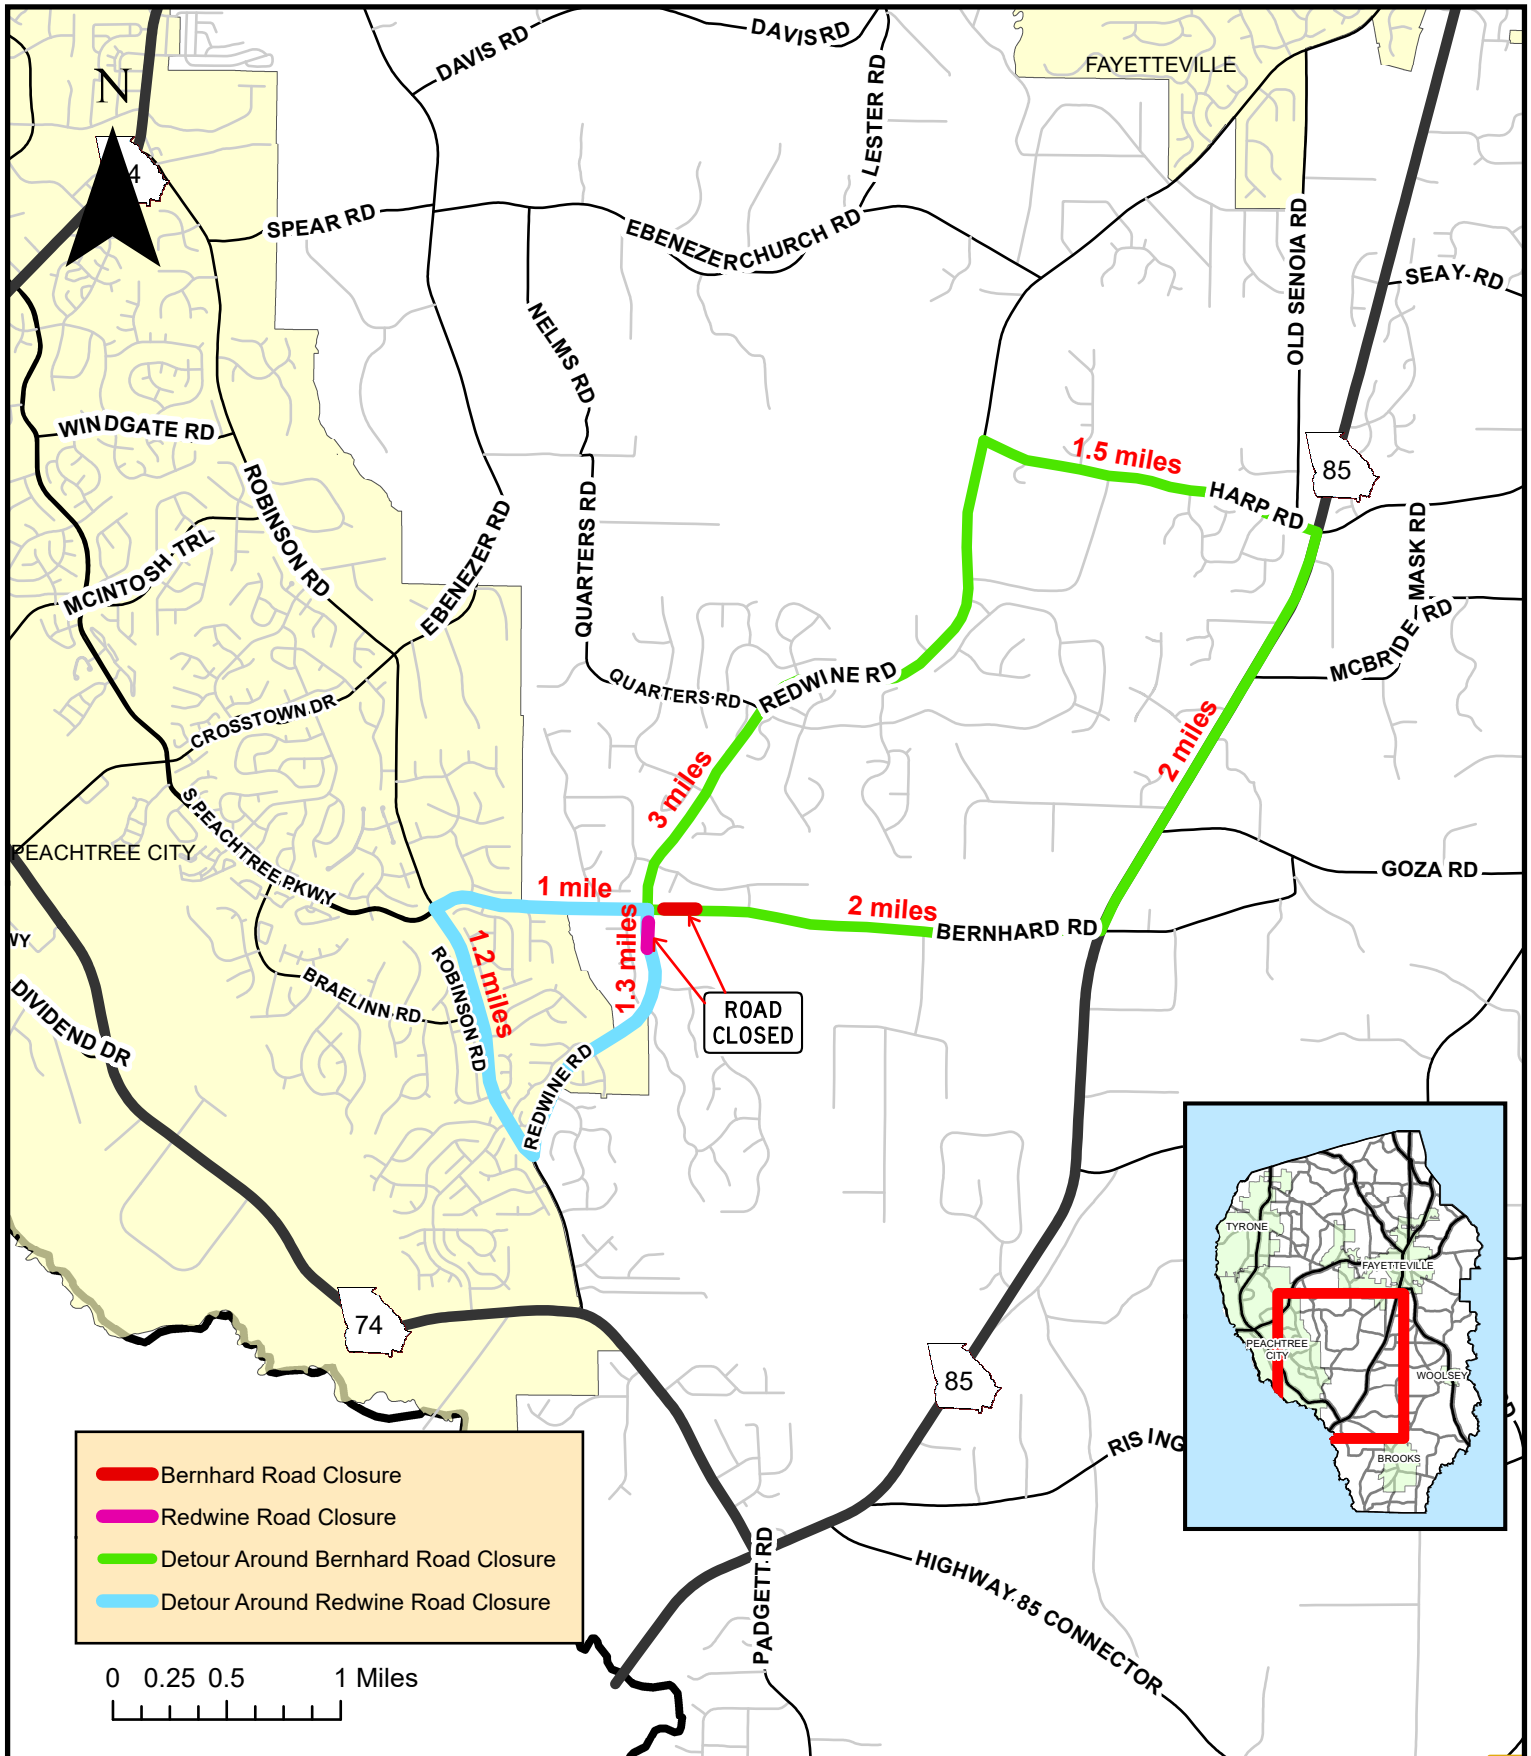 DAVIS RD
DAVIS RD
FAYETTEVILLE
N
LESTER RD
4
SPEAR RD
EBENEZER CHURCH RD
OLD SENOIA RD
SEAY RD
NELMS RD
WINDGATE RD
1.5 miles
85
ROBINSON RD
QUARTERS RD
HARP RD
MASK RD
MCINTOSH TRL
EBENEZER RD
MCBRIDE RD
QUARTERS RD
REDWINE RD
CROSSTOWN DR
2 miles
3 miles
S PEACHTREE PKWY
PEACHTREE CITY
GOZA RD
1 mile
2 miles
BERNHARD RD
WY
1.3 miles
1.2 miles
ROBINSON RD
BRAELINN RD
DIVIDEND DR
ROAD
CLOSED
REDWINE RD
TYRONE
FAYETTEVILLE
PEACHTREE
CITY
WOOLSEY
BROOKS
74
85
RISING
Bernhard Road Closure
Redwine Road Closure
Detour Around Bernhard Road Closure
Detour Around Redwine Road Closure
PADGETT RD
HIGHWAY 85 CONNECTOR
0 0.25 0.5 1 Miles